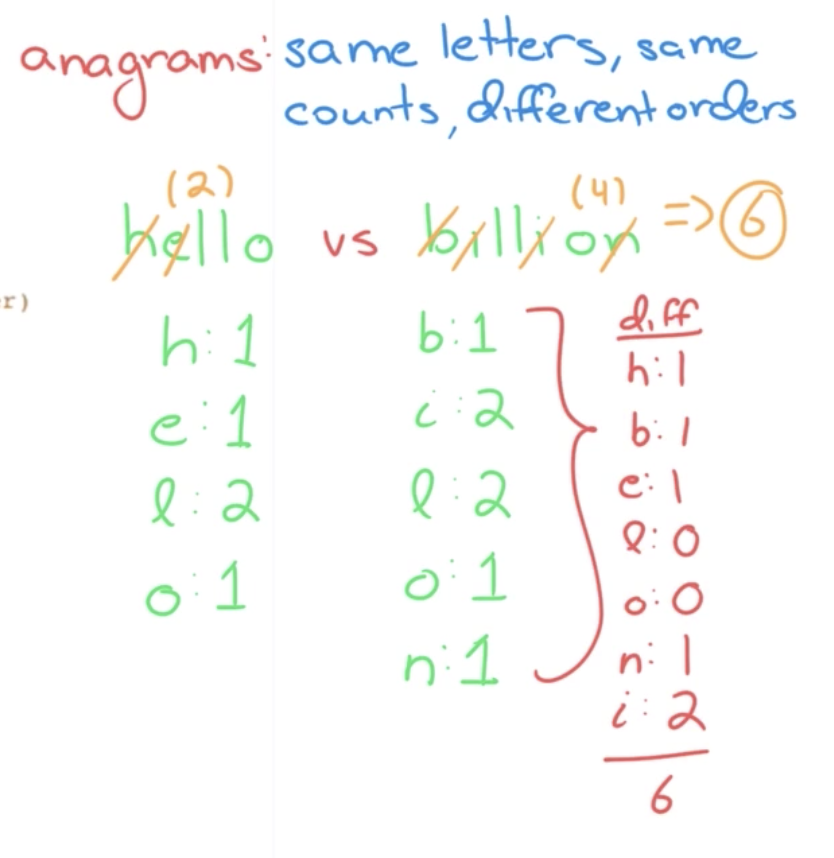 anagrams: same letters, same
counts, different orders
(2) (4)
hello vs billion => 6
r)
diff
h:1 b:1 h:1
e:1 i:2 b:1
l:2 l:2 e:1
o:1 o:1 l:0
n:1 o:0
n:1
i:2
6